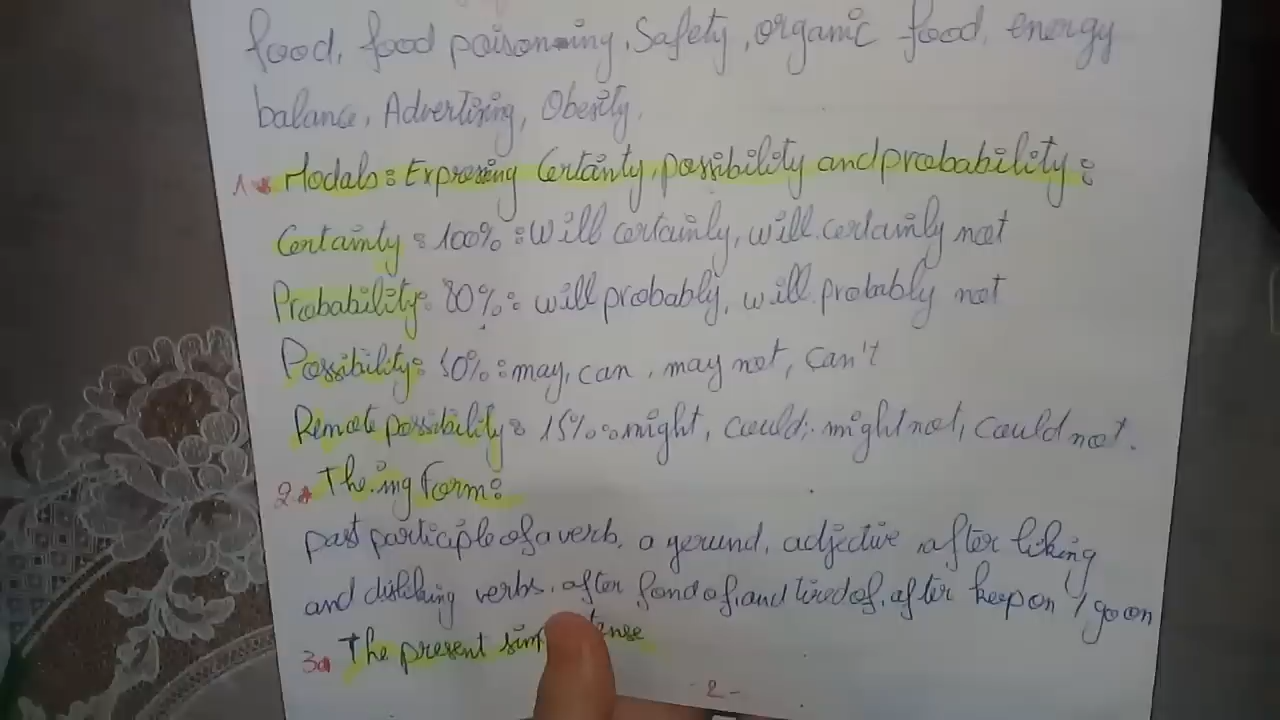 food, food poisonning, Safety, organic food, energy
balance, Advertising, Obesity.
1* Modals: Expressing Certainty, possibility and probability:
Certainty: 100%: will certainly, will certainly not
Probability: 80%: will probably, will probably not
Possibility: 50%: may, can, may not, can't
Remote possibility: 15%: might, could, might not, could not.
2* The ing Form:
past participle of a verb, a gerund, adjective, after liking
and disliking verbs, after fond of, and tired of, after keep on / go on
3* The present tense
-2-